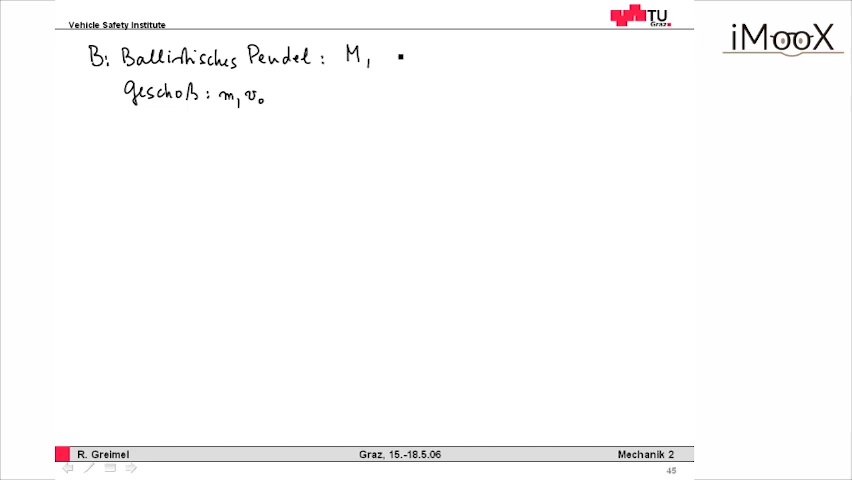 Vehicle Safety Institute
TU
Graz
iMooX
B: Ballistisches Pendel : M,
Geschoß : m, v₀
R. Greimel
Graz, 15.-18.5.06
Mechanik 2
45